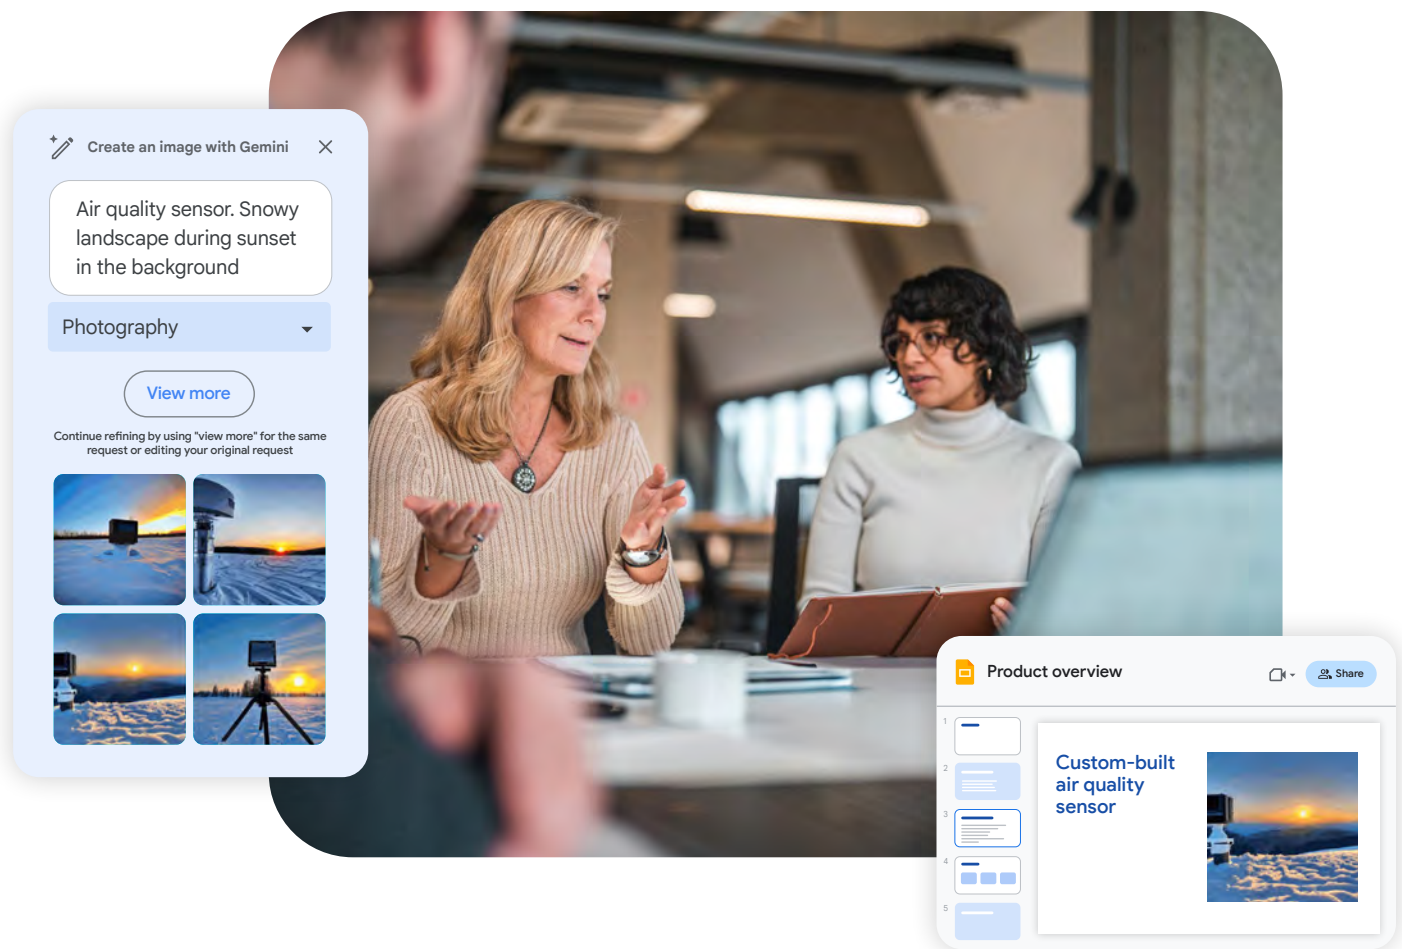 Create an image with Gemini
Air quality sensor. Snowy
landscape during sunset
in the background
Photography
View more
Continue refining by using "view more" for the same
request or editing your original request
Product overview
Share
1
2
3
4
5
Custom-built
air quality
sensor